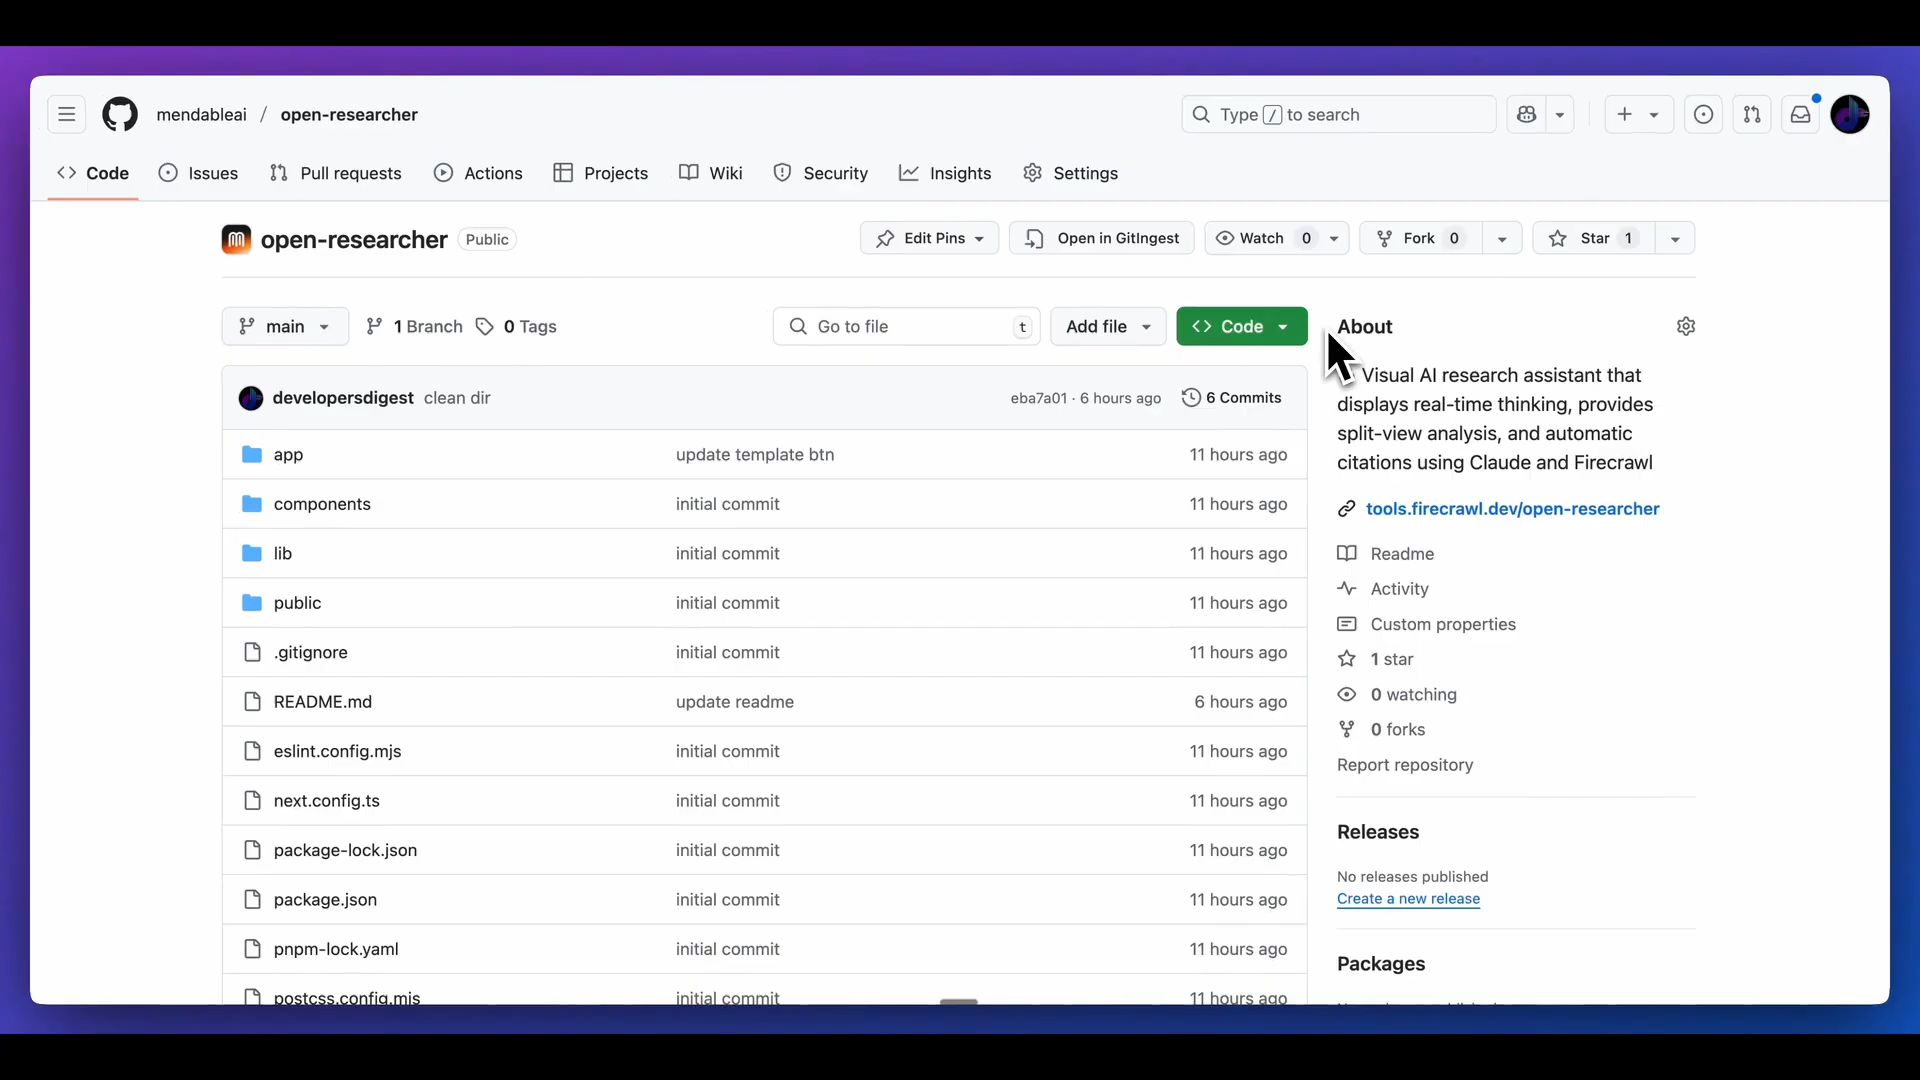 mendableai / open-researcher
Type / to search
Code
Issues
Pull requests
Actions
Projects
Wiki
Security
Insights
Settings
open-researcher Public
Edit Pins
Open in GitIngest
Watch 0
Fork 0
Star 1
main
1 Branch
0 Tags
Go to file t
Add file
Code
developersdigest clean dir
eba7a01 · 6 hours ago
6 Commits
app update template btn 11 hours ago
components initial commit 11 hours ago
lib initial commit 11 hours ago
public initial commit 11 hours ago
.gitignore initial commit 11 hours ago
README.md update readme 6 hours ago
eslint.config.mjs initial commit 11 hours ago
next.config.ts initial commit 11 hours ago
package-lock.json initial commit 11 hours ago
package.json initial commit 11 hours ago
pnpm-lock.yaml initial commit 11 hours ago
postcss.config.mjs initial commit 11 hours ago
About
Visual AI research assistant that
displays real-time thinking, provides
split-view analysis, and automatic
citations using Claude and Firecrawl
tools.firecrawl.dev/open-researcher
Readme
Activity
Custom properties
1 star
0 watching
0 forks
Report repository
Releases
No releases published
Create a new release
Packages